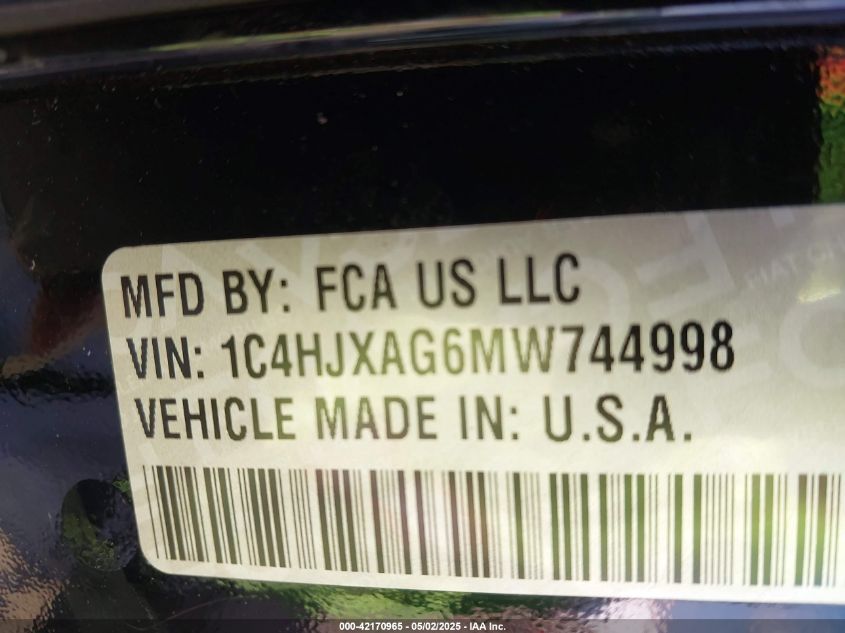 MFD BY: FCA US LLC
VIN: 1C4HJXAG6MW744998
VEHICLE MADE IN: U.S.A.
000-42170965 - 05/02/2025 - IAA Inc.